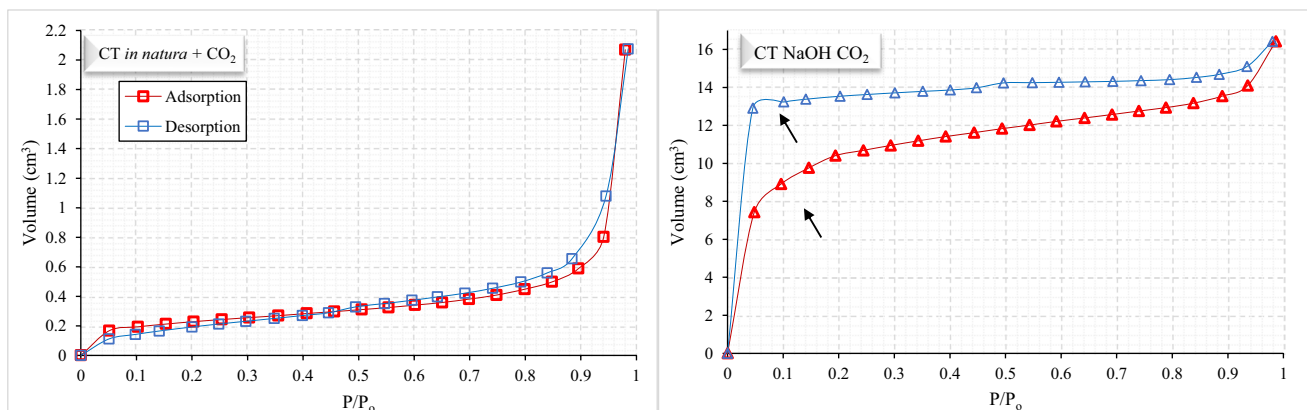 CT in natura + CO₂
Adsorption
Desorption
Volume (cm³)
2.2
2
1.8
1.6
1.4
1.2
1
0.8
0.6
0.4
0.2
0
0 0.1 0.2 0.3 0.4 0.5 0.6 0.7 0.8 0.9 1
P/Pₒ
CT NaOH CO₂
Volume (cm³)
16
14
12
10
8
6
4
2
0
0 0.1 0.2 0.3 0.4 0.5 0.6 0.7 0.8 0.9 1
P/Pₒ